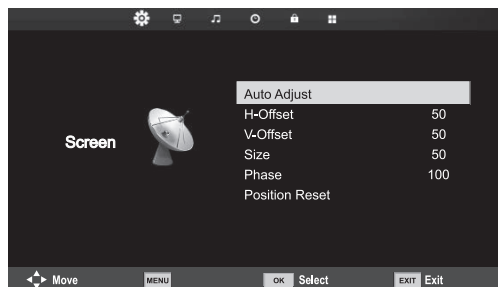 Auto Adjust
H-Offset 50
V-Offset 50
Screen
Size 50
Phase 100
Position Reset
Move MENU OK Select EXIT Exit